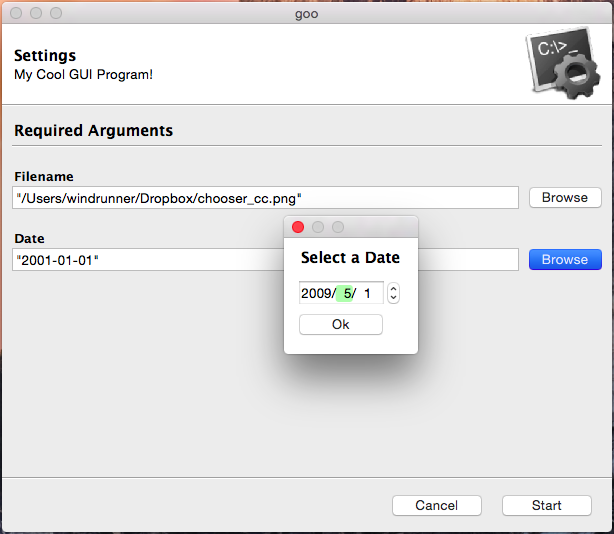 goo
Settings
My Cool GUI Program!
C:\>_
Required Arguments
Filename
"/Users/windrunner/Dropbox/chooser_cc.png"
Browse
Date
"2001-01-01"
Browse
Select a Date
2009/ 5/ 1
Ok
Cancel
Start